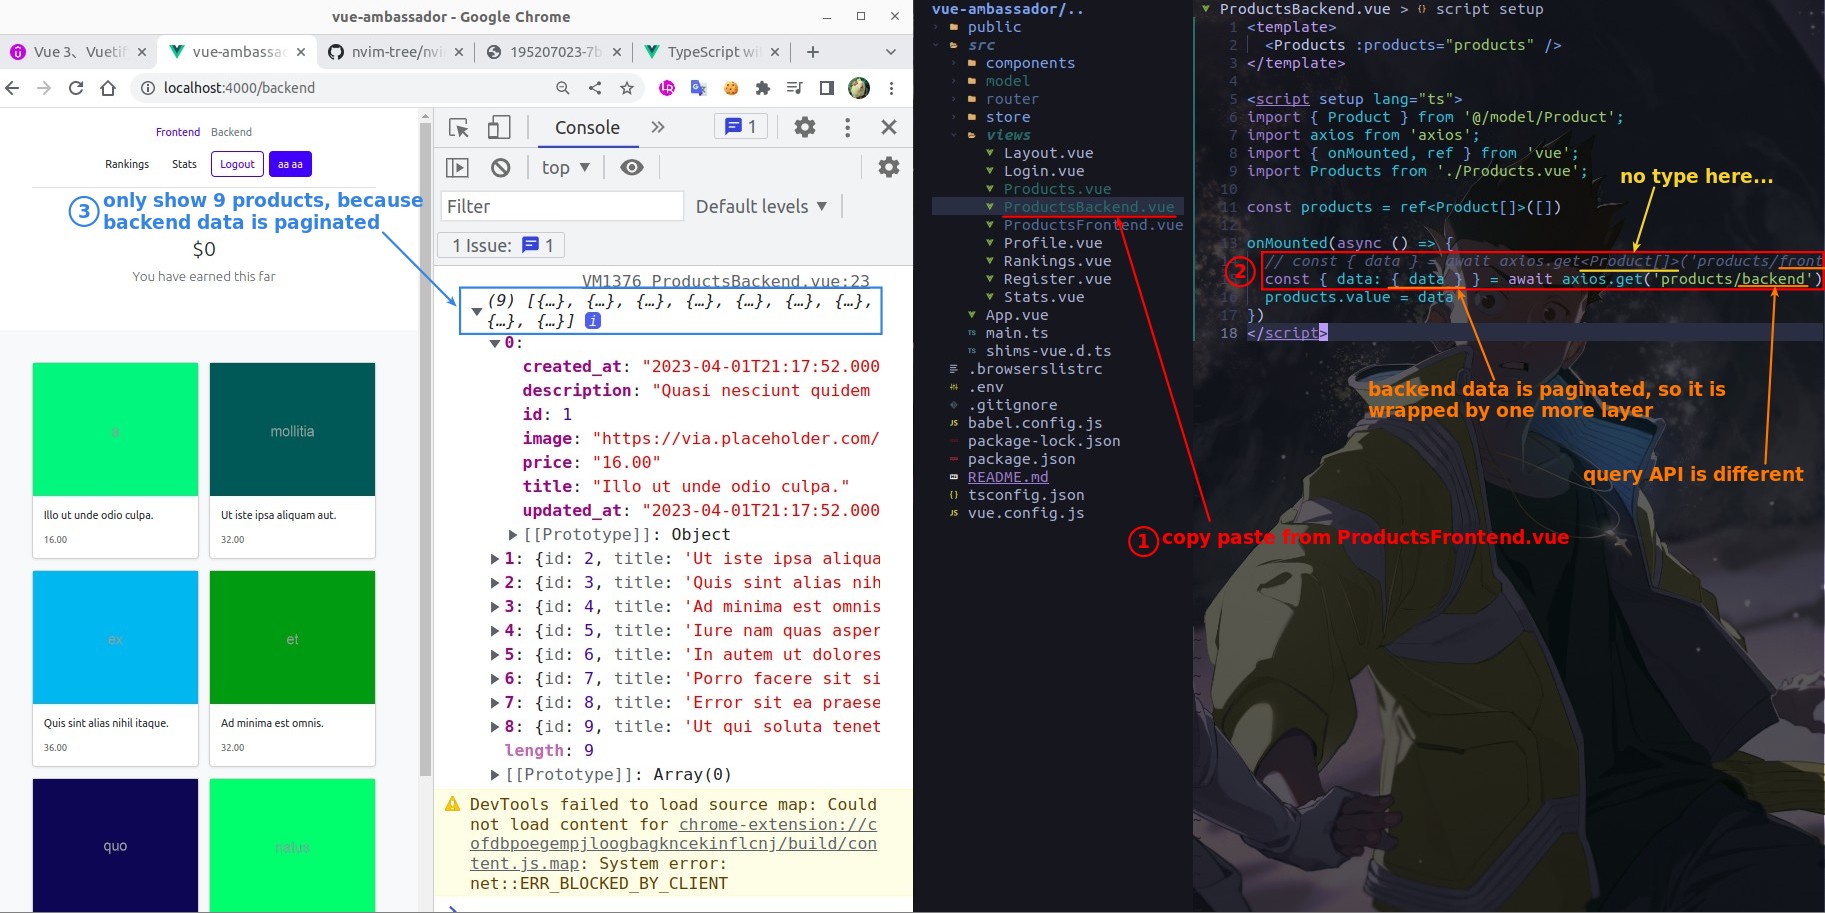 vue-ambassador - Google Chrome
Vue 3、Vuetif
vue-ambassad
nvim-tree/nvi
195207023-7b
TypeScript wi
localhost:4000/backend
Frontend Backend
Rankings Stats Logout aa aa
3 only show 9 products, because
backend data is paginated
$0
You have earned this far
mollitia
Illo ut unde odio culpa.
16.00
Ut iste ipsa aliquam aut.
32.00
ex
et
Quis sint alias nihil itaque.
36.00
Ad minima est omnis.
32.00
quo
natus
Console
1
top
Filter
Default levels
1 Issue: 1
VM1376 ProductsBackend.vue:23
(9) [{…}, {…}, {…}, {…}, {…}, {…}, {…},
{…}, {…}] i
0:
created_at: "2023-04-01T21:17:52.000
description: "Quasi nesciunt quidem
id: 1
image: "https://via.placeholder.com/
price: "16.00"
title: "Illo ut unde odio culpa."
updated_at: "2023-04-01T21:17:52.000
[[Prototype]]: Object
1: {id: 2, title: 'Ut iste ipsa aliqua
2: {id: 3, title: 'Quis sint alias nih
3: {id: 4, title: 'Ad minima est omnis
4: {id: 5, title: 'Iure nam quas asper
5: {id: 6, title: 'In autem ut dolores
6: {id: 7, title: 'Porro facere sit si
7: {id: 8, title: 'Error sit ea praese
8: {id: 9, title: 'Ut qui soluta tenet
length: 9
[[Prototype]]: Array(0)
DevTools failed to load source map: Could
not load content for chrome-extension://c
ofdbpoegempjloogbagkncekinflcnj/build/con
tent.js.map: System error:
net::ERR_BLOCKED_BY_CLIENT
vue-ambassador/..
public
src
components
model
router
store
views
Layout.vue
Login.vue
Products.vue
ProductsBackend.vue
ProductsFrontend.vue
Profile.vue
Rankings.vue
Register.vue
Stats.vue
App.vue
main.ts
shims-vue.d.ts
.browserslistrc
.env
.gitignore
babel.config.js
package-lock.json
package.json
README.md
tsconfig.json
vue.config.js
ProductsBackend.vue > {} script setup
1 <template>
2 <Products :products="products" />
3 </template>
4
5 <script setup lang="ts">
6 import { Product } from '@/model/Product';
7 import axios from 'axios';
8 import { onMounted, ref } from 'vue';
9 import Products from './Products.vue';
10
11 const products = ref<Product[]>([])
12
13 onMounted(async () => {
// const { data } = await axios.get<Product[]>('products/front
const { data: { data } } = await axios.get('products/backend')
16 products.value = data
17 })
18 </script>
no type here...
2
backend data is paginated, so it is
wrapped by one more layer
query API is different
1 copy paste from ProductsFrontend.vue